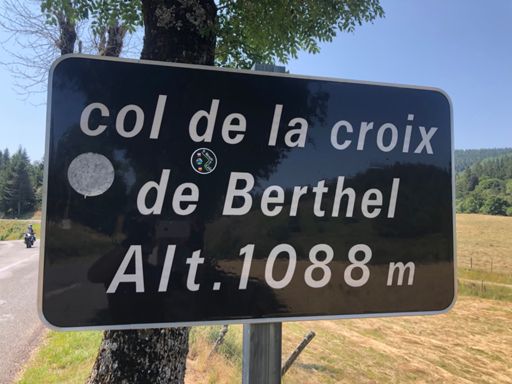 col de la croix
de Berthel
Alt. 1088 m